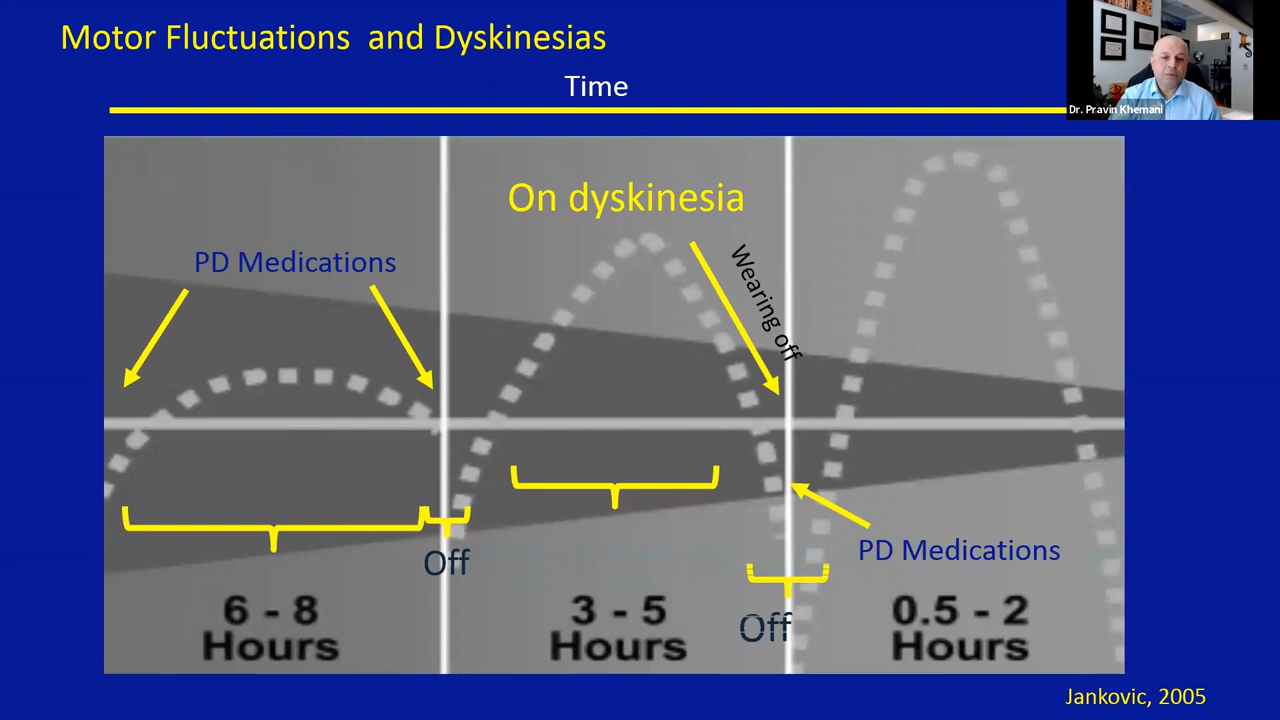 Motor Fluctuations and Dyskinesias
Time
Dr. Pravin Khemani
On dyskinesia
PD Medications
Wearing off
Off
PD Medications
Off
6 - 8
Hours
3 - 5
Hours
0.5 - 2
Hours
Jankovic, 2005